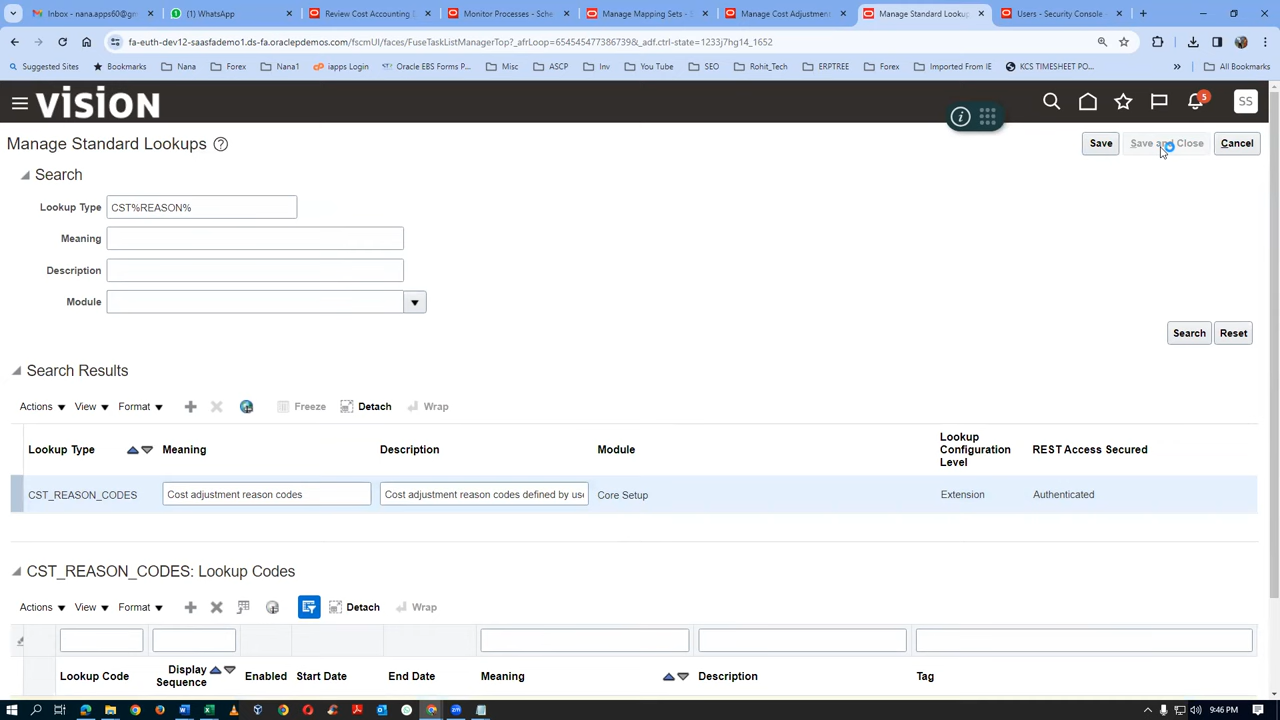 Inbox - nana.apps60@gm
(1) WhatsApp
Review Cost Accounting D
Monitor Processes - Sche
Manage Mapping Sets - 
Manage Cost Adjustment
Manage Standard Lookup
Users - Security Console
fa-euth-dev12-saasfademo1.ds-fa.oraclepdemos.com/fscmUI/faces/FuseTaskListManagerTop?_afrLoop=654545477386739&_adf.ctrl-state=1233j7hg14_1652
Suggested Sites Bookmarks Nana Forex Nana1 iapps Login Oracle EBS Forms P... Misc ASCP Inv You Tube SEO Rohit_Tech ERPTREE Forex Imported From IE KCS TIMESHEET PO... » All Bookmarks
VISION
5
SS
Manage Standard Lookups
Save Save and Close Cancel
Search
Lookup Type CST%REASON%
Meaning
Description
Module
Search Reset
Search Results
Actions View Format Freeze Detach Wrap
Lookup Type Meaning Description Module Lookup Configuration Level REST Access Secured
CST_REASON_CODES Cost adjustment reason codes Cost adjustment reason codes defined by use Core Setup Extension Authenticated
CST_REASON_CODES: Lookup Codes
Actions View Format Detach Wrap
Lookup Code Display Sequence Enabled Start Date End Date Meaning Description Tag
9:46 PM